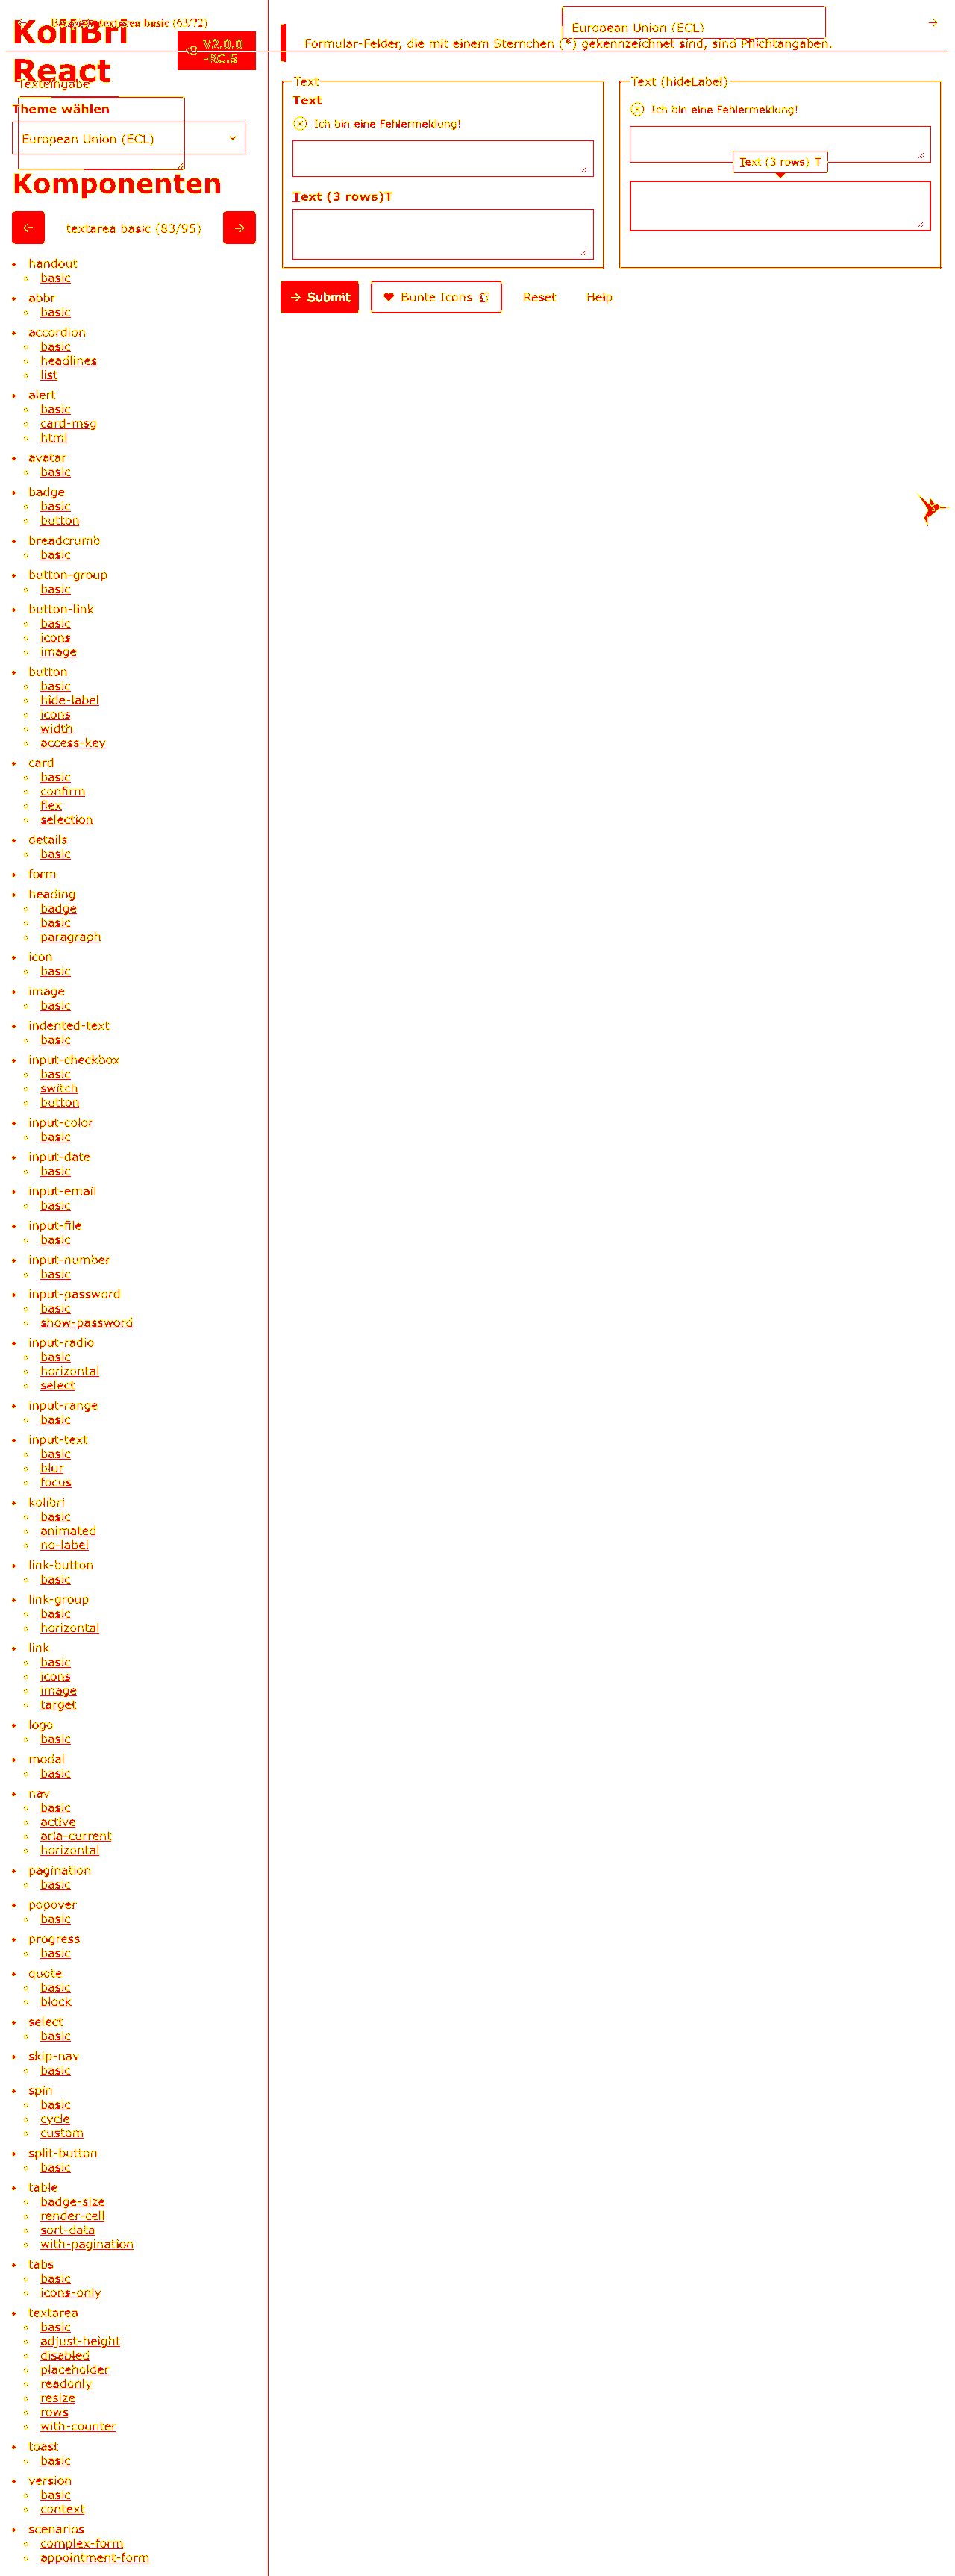 ← Beispiel: textarea basic (63/72)
European Union (ECL)
→
KoliBri
React
V2.0.0
-RC.5
Formular-Felder, die mit einem Sternchen (*) gekennzeichnet sind, sind Pflichtangaben.
Texteingabe
Theme wählen
European Union (ECL)
Komponenten
← textarea basic (83/95) →
handout
basic
abbr
basic
accordion
basic
headlines
list
alert
basic
card-msg
html
avatar
basic
badge
basic
button
breadcrumb
basic
button-group
basic
button-link
basic
icons
image
button
basic
hide-label
icons
width
access-key
card
basic
confirm
flex
selection
details
basic
form
heading
badge
basic
paragraph
icon
basic
image
basic
indented-text
basic
input-checkbox
basic
switch
button
input-color
basic
input-date
basic
input-email
basic
input-file
basic
input-number
basic
input-password
basic
show-password
input-radio
basic
horizontal
select
input-range
basic
input-text
basic
blur
focus
kolibri
basic
animated
no-label
link-button
basic
link-group
basic
horizontal
link
basic
icons
image
target
logo
basic
modal
basic
nav
basic
active
aria-current
horizontal
pagination
basic
popover
basic
progress
basic
quote
basic
block
select
basic
skip-nav
basic
spin
basic
cycle
custom
split-button
basic
table
badge-size
render-cell
sort-data
with-pagination
tabs
basic
icons-only
textarea
basic
adjust-height
disabled
placeholder
readonly
resize
rows
with-counter
toast
basic
version
basic
context
scenarios
complex-form
appointment-form
Text
Text
Ich bin eine Fehlermeldung!
Text (3 rows)T
Text (hideLabel)
Ich bin eine Fehlermeldung!
Text (3 rows) T
→ Submit
Bunte Icons
Reset
Help